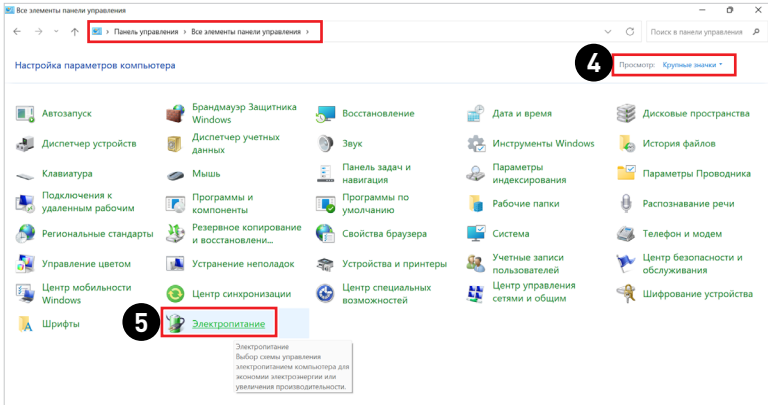 Все элементы панели управления
Панель управления › Все элементы панели управления ›
Поиск в панели управления
Настройка параметров компьютера
4
Просмотр: Крупные значки
Автозапуск
Брандмауэр Защитника
Windows
Восстановление
Дата и время
Дисковые пространства
Диспетчер устройств
Диспетчер учетных
данных
Звук
Инструменты Windows
История файлов
Клавиатура
Мышь
Панель задач и
навигация
Параметры
индексирования
Параметры Проводника
Подключения к
удаленным рабочим
Программы и
компоненты
Программы по
умолчанию
Рабочие папки
Распознавание речи
Региональные стандарты
Резервное копирование
и восстановлени...
Свойства браузера
Система
Телефон и модем
Управление цветом
Устранение неполадок
Устройства и принтеры
Учетные записи
пользователей
Центр безопасности и
обслуживания
Центр мобильности
Windows
Центр синхронизации
Центр специальных
возможностей
Центр управления
сетями и общим
Шифрование устройства
Шрифты
5
Электропитание
Электропитание
Выбор схемы управления
электропитанием компьютера для
экономии электроэнергии или
увеличения производительности.